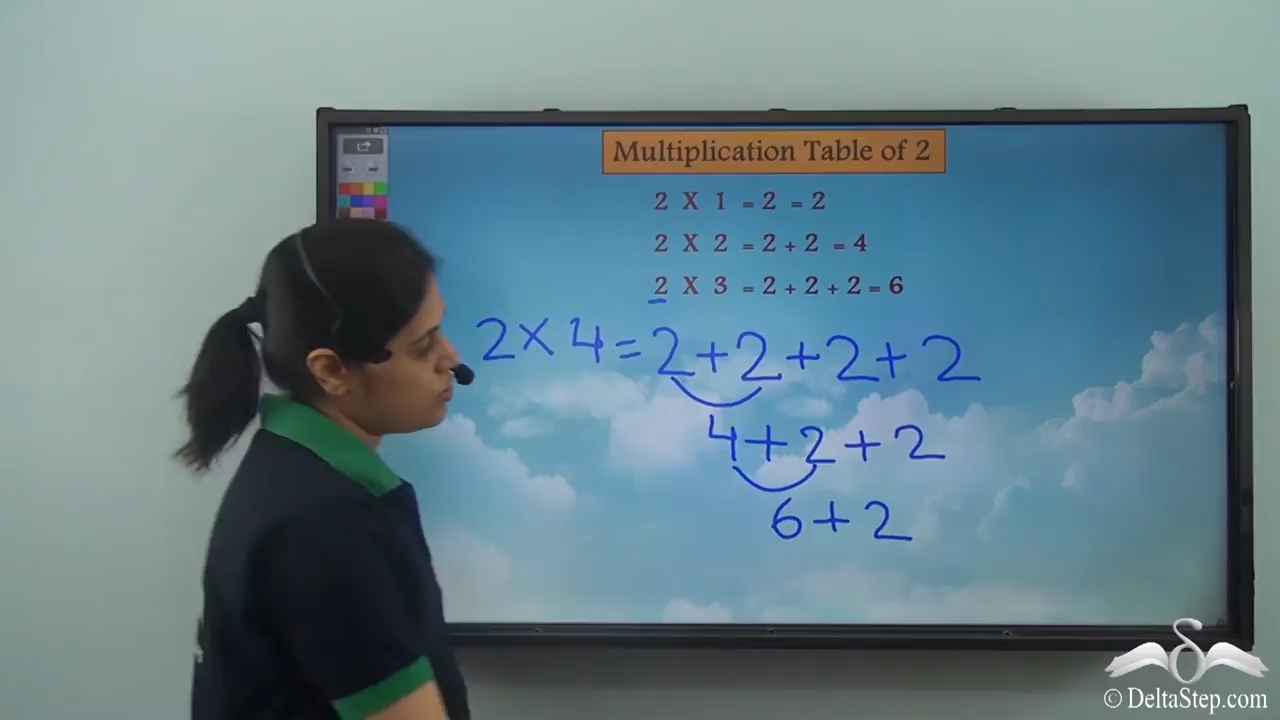 Multiplication Table of 2
2 X 1 = 2 = 2
2 X 2 = 2 + 2 = 4
2 X 3 = 2 + 2 + 2 = 6
2 × 4 = 2 + 2 + 2 + 2
4 + 2 + 2
6 + 2
© DeltaStep.com